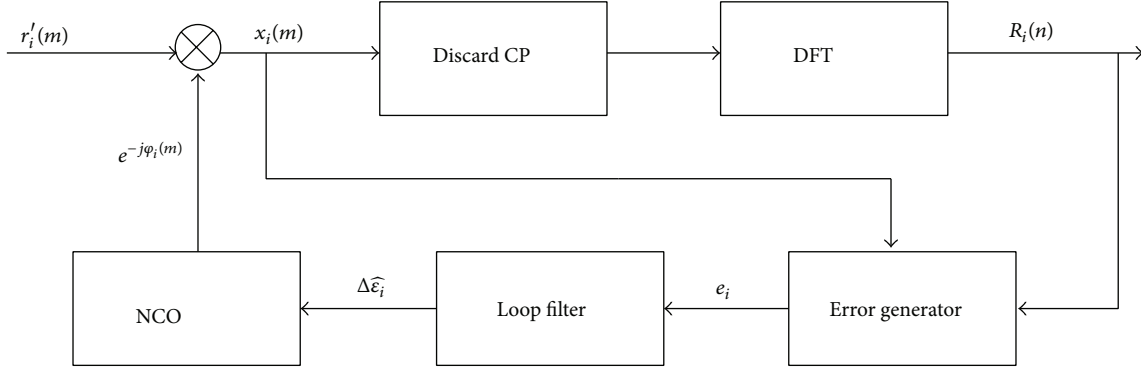 r′ᵢ(m)
xᵢ(m)
Discard CP
DFT
Rᵢ(n)
e^{−jφᵢ(m)}
NCO
Δε̂ᵢ
Loop filter
eᵢ
Error generator